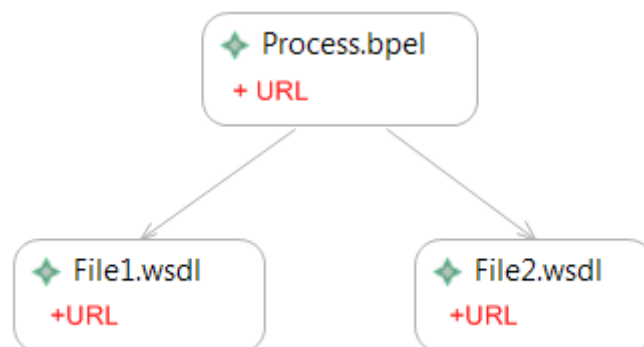 Process.bpel
+ URL
File1.wsdl
+URL
File2.wsdl
+URL